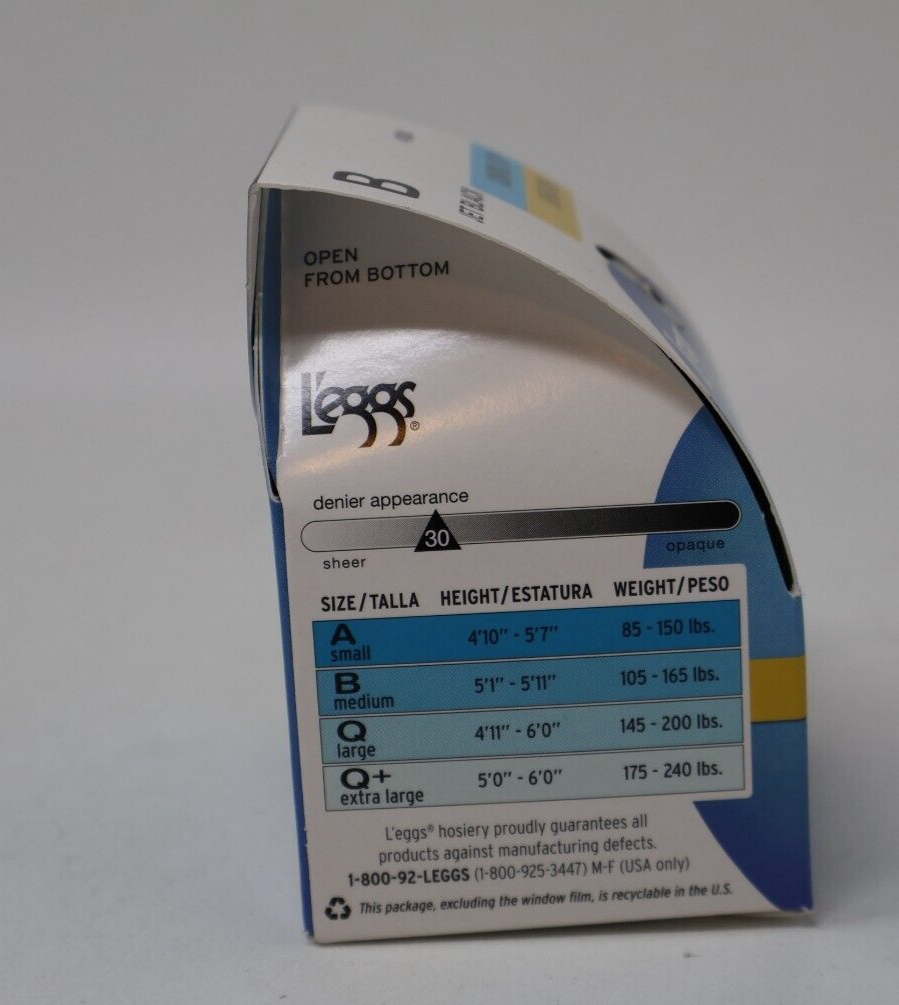 B
JET BLACK
OPEN
FROM BOTTOM
L'eggs®
denier appearance
30
sheer
opaque
SIZE/TALLA HEIGHT/ESTATURA WEIGHT/PESO
A
small 4'10" - 5'7" 85 - 150 lbs.
B
medium 5'1" - 5'11" 105 - 165 lbs.
Q
large 4'11" - 6'0" 145 - 200 lbs.
Q+
extra large 5'0" - 6'0" 175 - 240 lbs.
L'eggs® hosiery proudly guarantees all
products against manufacturing defects.
1-800-92-LEGGS (1-800-925-3447) M-F (USA only)
This package, excluding the window film, is recyclable in the U.S.